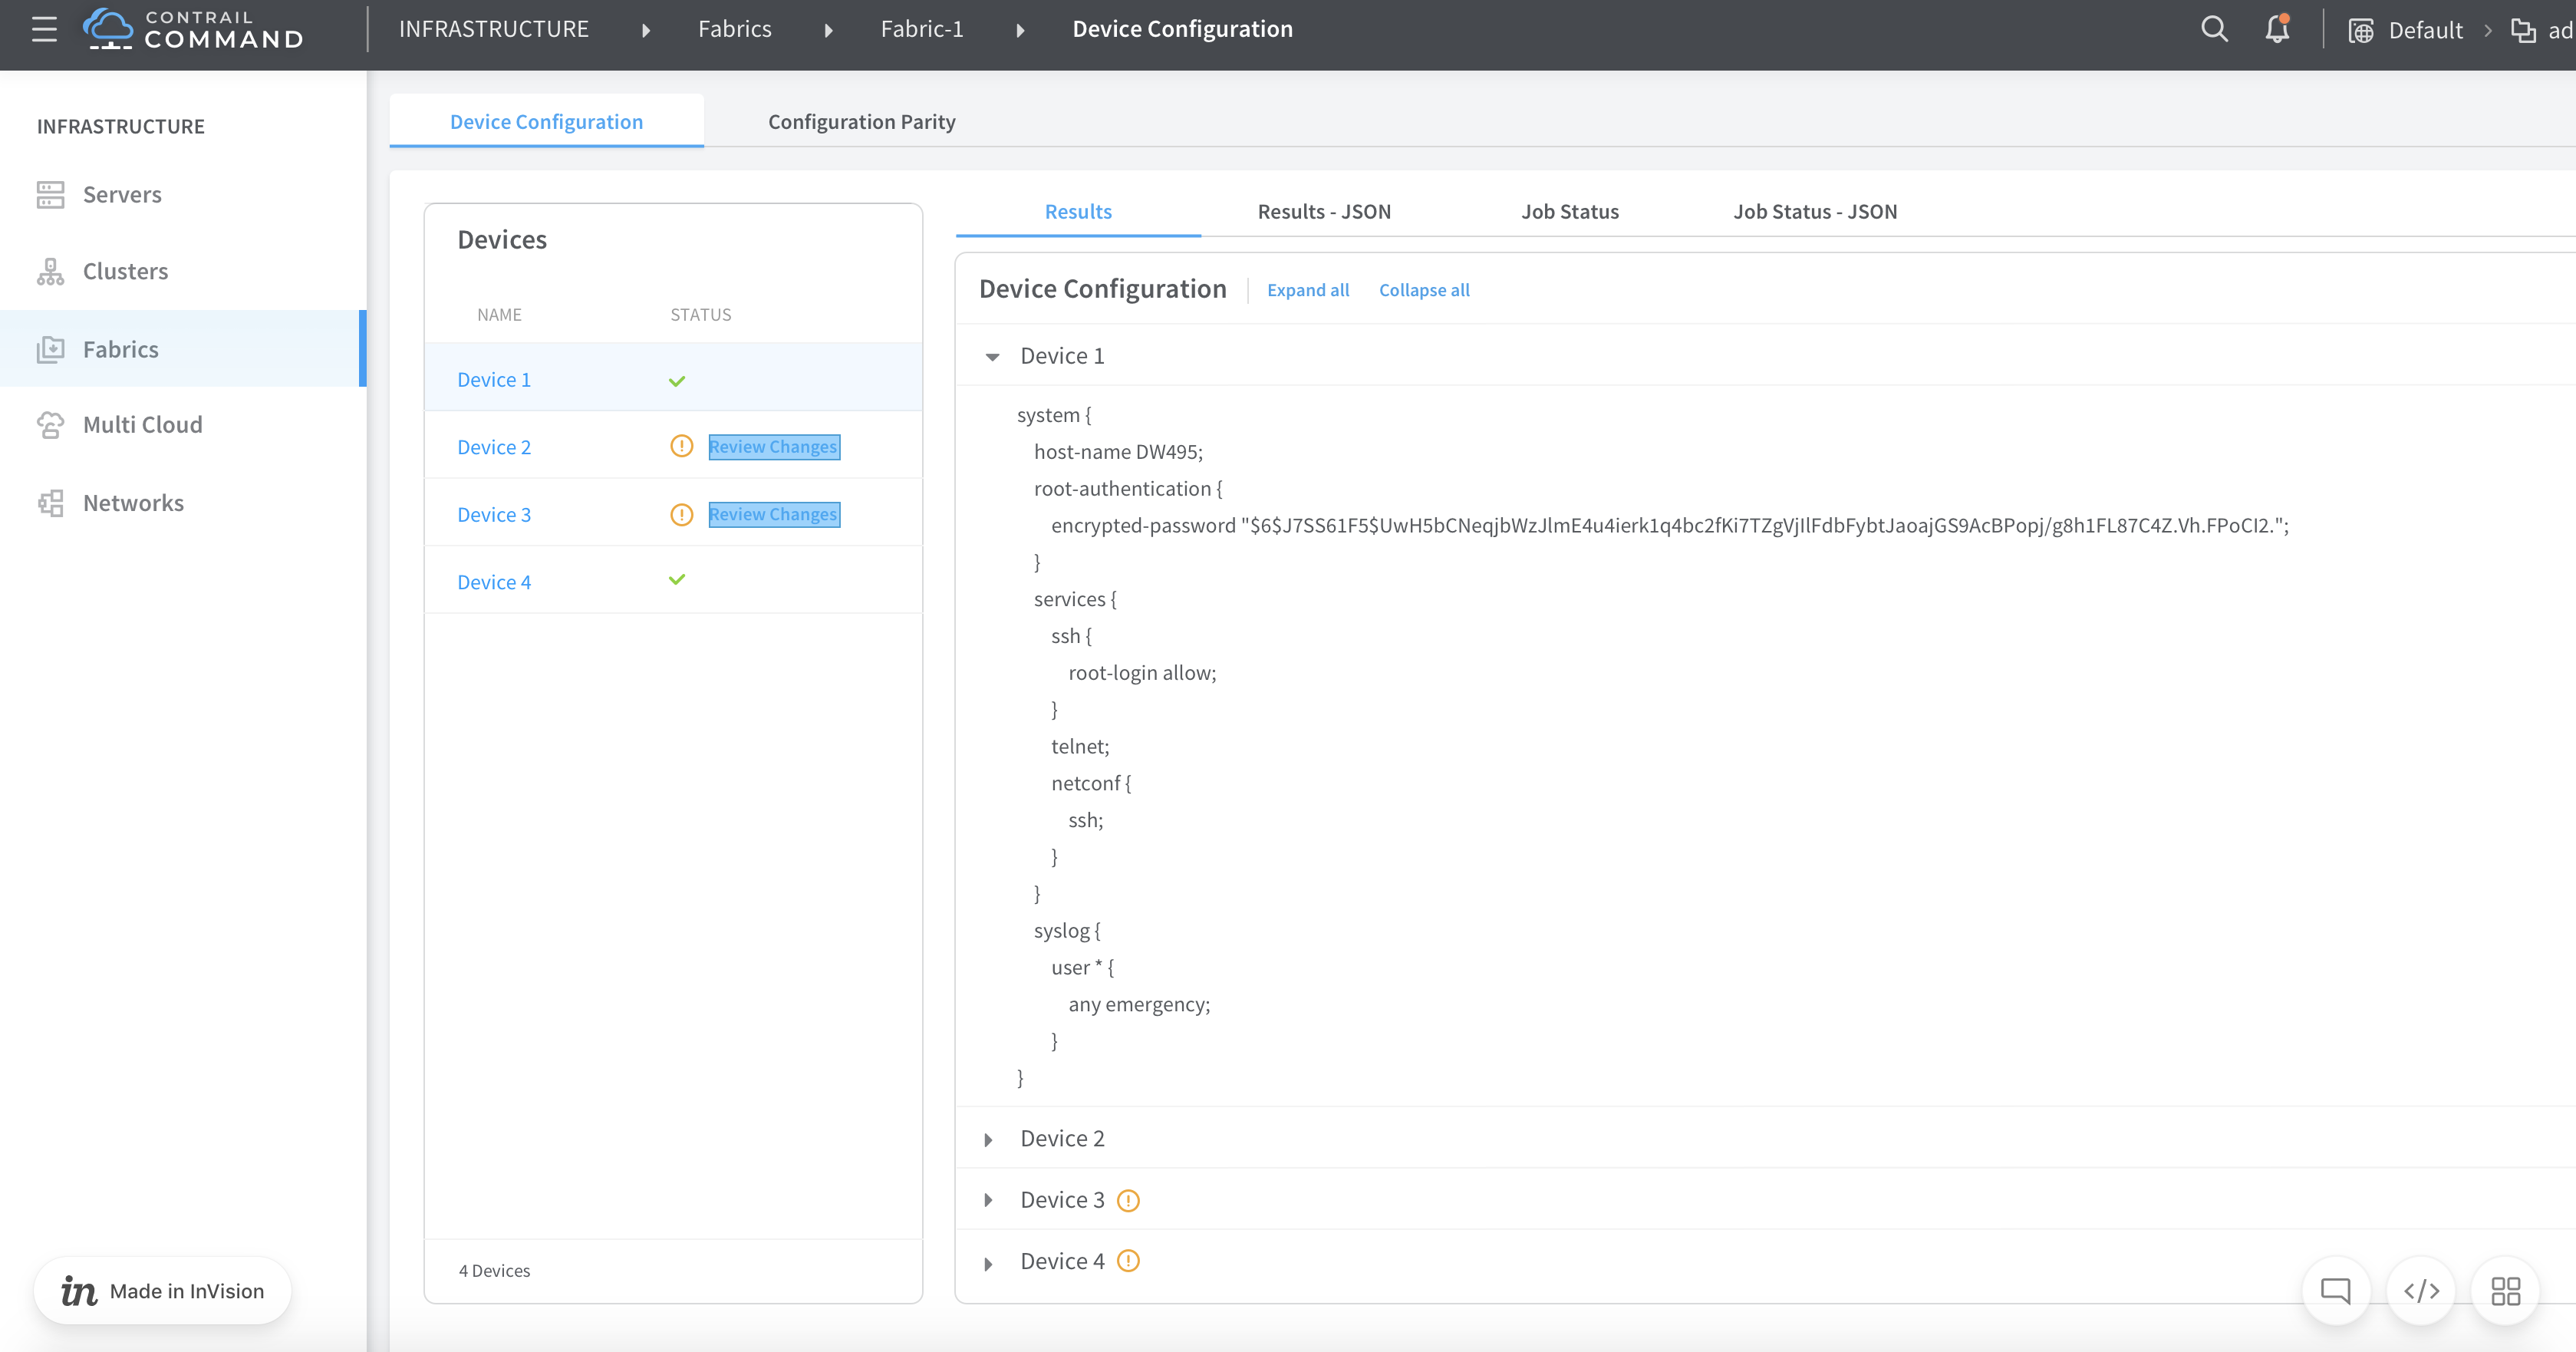 CONTRAIL
COMMAND
INFRASTRUCTURE Fabrics Fabric-1 Device Configuration
Default ad
INFRASTRUCTURE
Servers
Clusters
Fabrics
Multi Cloud
Networks
Device Configuration Configuration Parity
Devices
NAME STATUS
Device 1
Device 2 Review Changes
Device 3 Review Changes
Device 4
4 Devices
Results Results - JSON Job Status Job Status - JSON
Device Configuration Expand all Collapse all
Device 1
system {
host-name DW495;
root-authentication {
encrypted-password "$6$J7SS61F5$UwH5bCNeqjbWzJlmE4u4ierk1q4bc2fKi7TZgVjIlFdbFybtJaoajGS9AcBPopj/g8h1FL87C4Z.Vh.FPoCI2.";
}
services {
ssh {
root-login allow;
}
telnet;
netconf {
ssh;
}
}
syslog {
user * {
any emergency;
}
}
Device 2
Device 3
Device 4
in Made in InVision